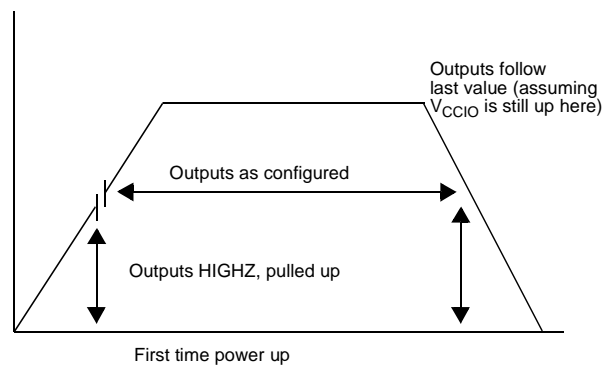 Outputs follow
last value (assuming
VCCIO is still up here)
Outputs as configured
Outputs HIGHZ, pulled up
First time power up